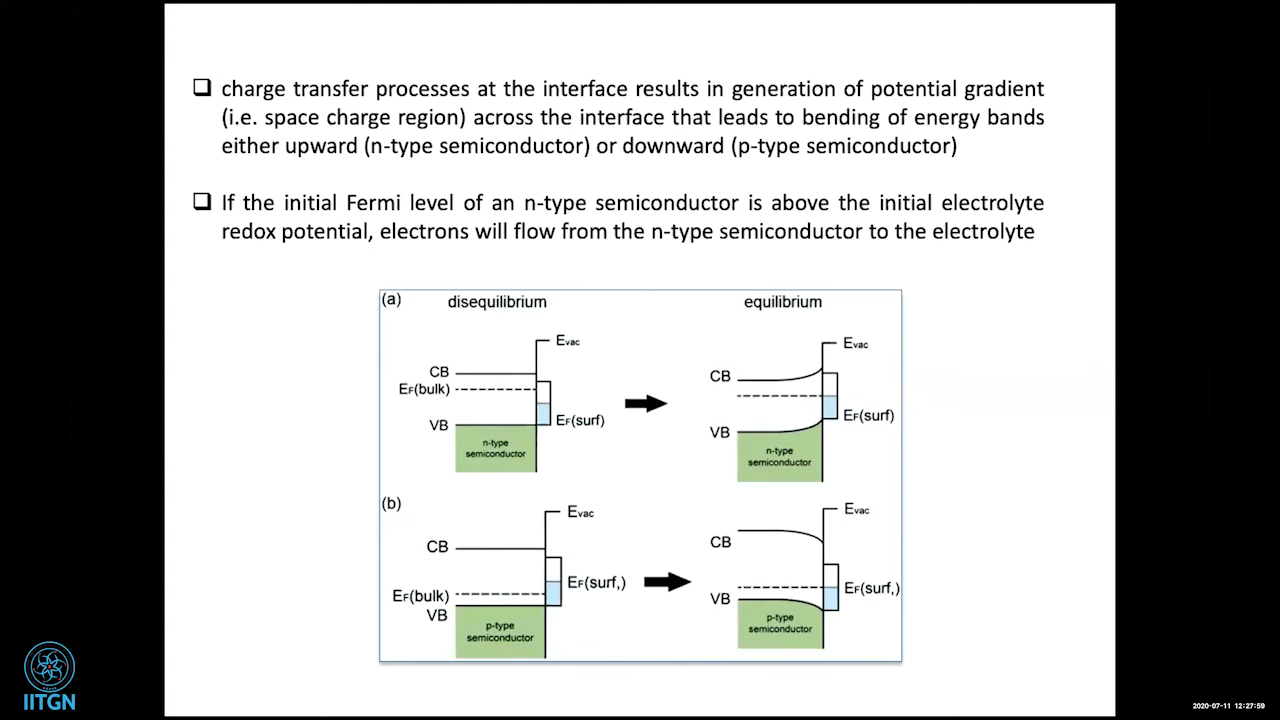 charge transfer processes at the interface results in generation of potential gradient
(i.e. space charge region) across the interface that leads to bending of energy bands
either upward (n-type semiconductor) or downward (p-type semiconductor)
If the initial Fermi level of an n-type semiconductor is above the initial electrolyte
redox potential, electrons will flow from the n-type semiconductor to the electrolyte
(a)
disequilibrium
equilibrium
Evac
CB
EF(bulk)
EF(surf)
VB
n-type
semiconductor
Evac
CB
EF(surf)
VB
n-type
semiconductor
(b)
Evac
CB
EF(surf,)
EF(bulk)
VB
p-type
semiconductor
Evac
CB
EF(surf,)
VB
p-type
semiconductor
IITGN
2020-07-11 12:27:59